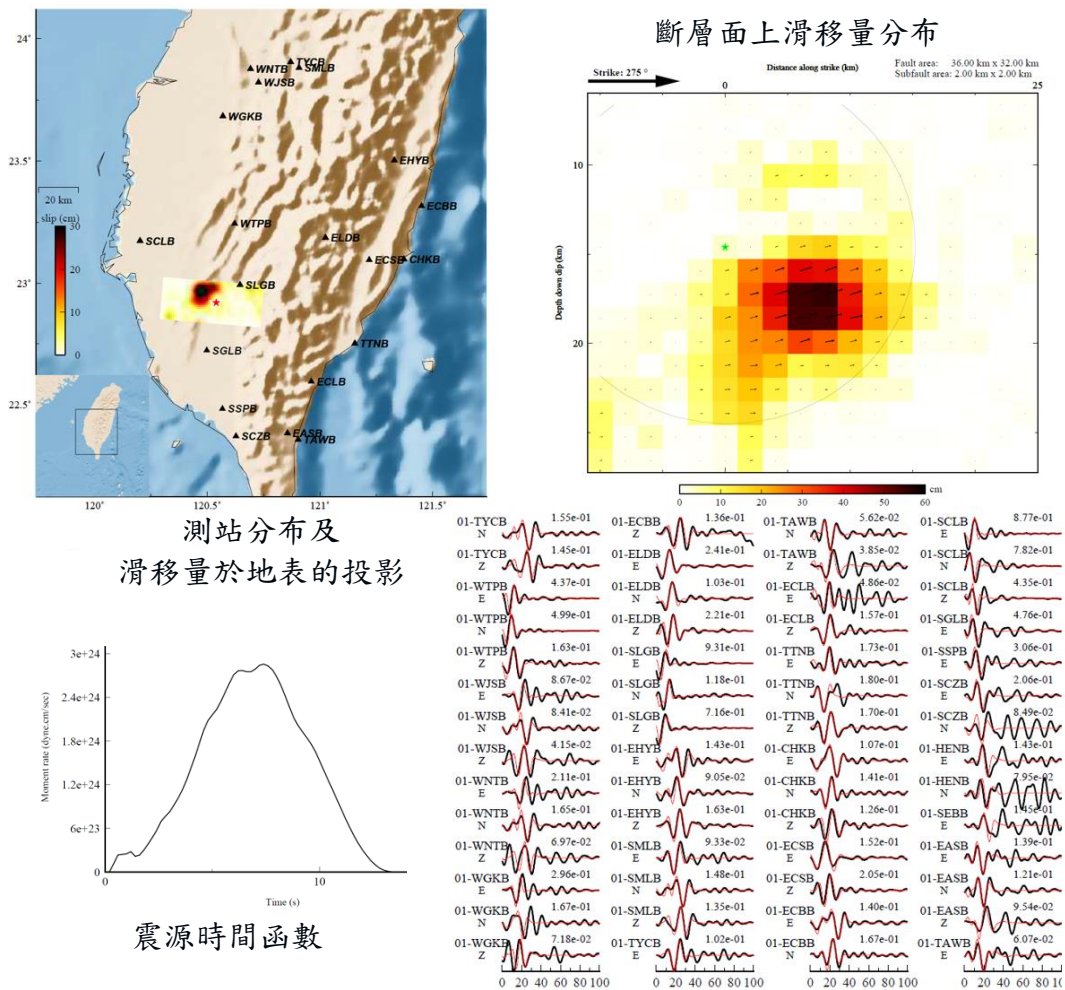 24˚
23.5˚
23˚
22.5˚
120˚
120.5˚
121˚
121.5˚
20 km
slip (cm)
30
20
10
0
TYCB
WNTB
SMLB
WJSB
WGKB
EHYB
ECBB
WTPB
ELDB
SCLB
ECSB
CHKB
SLGB
TTNB
SGLB
ECLB
SSPB
SCZB
EASB
TAWB
測站分布及
滑移量於地表的投影
斷層面上滑移量分布
Strike: 275 °
Distance along strike (km)
Fault area: 36.00 km x 32.00 km
Subfault area: 2.00 km x 2.00 km
0
25
Depth down dip(km)
10
20
0 10 20 30 40 50 60 cm
Moment rate (dyne.cm/sec)
3e+24
2.4e+24
1.8e+24
1.2e+24
6e+23
0
0
10
Time (s)
震源時間函數
01-TYCB N 1.55e-01
01-TYCB Z 1.45e-01
01-WTPB E 4.37e-01
01-WTPB N 4.99e-01
01-WTPB Z 1.63e-01
01-WJSB E 8.67e-02
01-WJSB N 8.41e-02
01-WJSB Z 4.15e-02
01-WNTB E 2.11e-01
01-WNTB N 1.65e-01
01-WNTB Z 6.97e-02
01-WGKB E 2.96e-01
01-WGKB N 1.67e-01
01-WGKB Z 7.18e-02
0 20 40 60 80 100
01-ECBB Z 1.36e-01
01-ELDB E 2.41e-01
01-ELDB N 1.03e-01
01-ELDB Z 2.21e-01
01-SLGB E 9.31e-01
01-SLGB N 1.18e-01
01-SLGB Z 7.16e-01
01-EHYB E 1.43e-01
01-EHYB N 9.05e-02
01-EHYB Z 1.63e-01
01-SMLB E 9.33e-02
01-SMLB N 1.48e-01
01-SMLB Z 1.35e-01
01-TYCB E 1.02e-01
0 20 40 60 80 100
01-TAWB N 5.62e-02
01-TAWB Z 3.85e-02
01-ECLB E 4.86e-02
01-ECLB Z 1.57e-01
01-TTNB E 1.73e-01
01-TTNB N 1.80e-01
01-TTNB Z 1.70e-01
01-CHKB E 1.07e-01
01-CHKB N 1.41e-01
01-CHKB Z 1.26e-01
01-ECSB E 1.52e-01
01-ECSB Z 2.05e-01
01-ECBB E 1.40e-01
01-ECBB N 1.67e-01
0 20 40 60 80 100
01-SCLB E 8.77e-01
01-SCLB N 7.82e-01
01-SCLB Z 4.35e-01
01-SGLB E 4.76e-01
01-SSPB E 3.06e-01
01-SCZB E 2.06e-01
01-SCZB N 8.49e-02
01-HENB E 1.43e-01
01-HENB N 7.95e-02
01-SEBB Z 1.45e-01
01-EASB E 1.39e-01
01-EASB N 1.21e-01
01-EASB Z 9.54e-02
01-TAWB E 6.07e-02
0 20 40 60 80 100